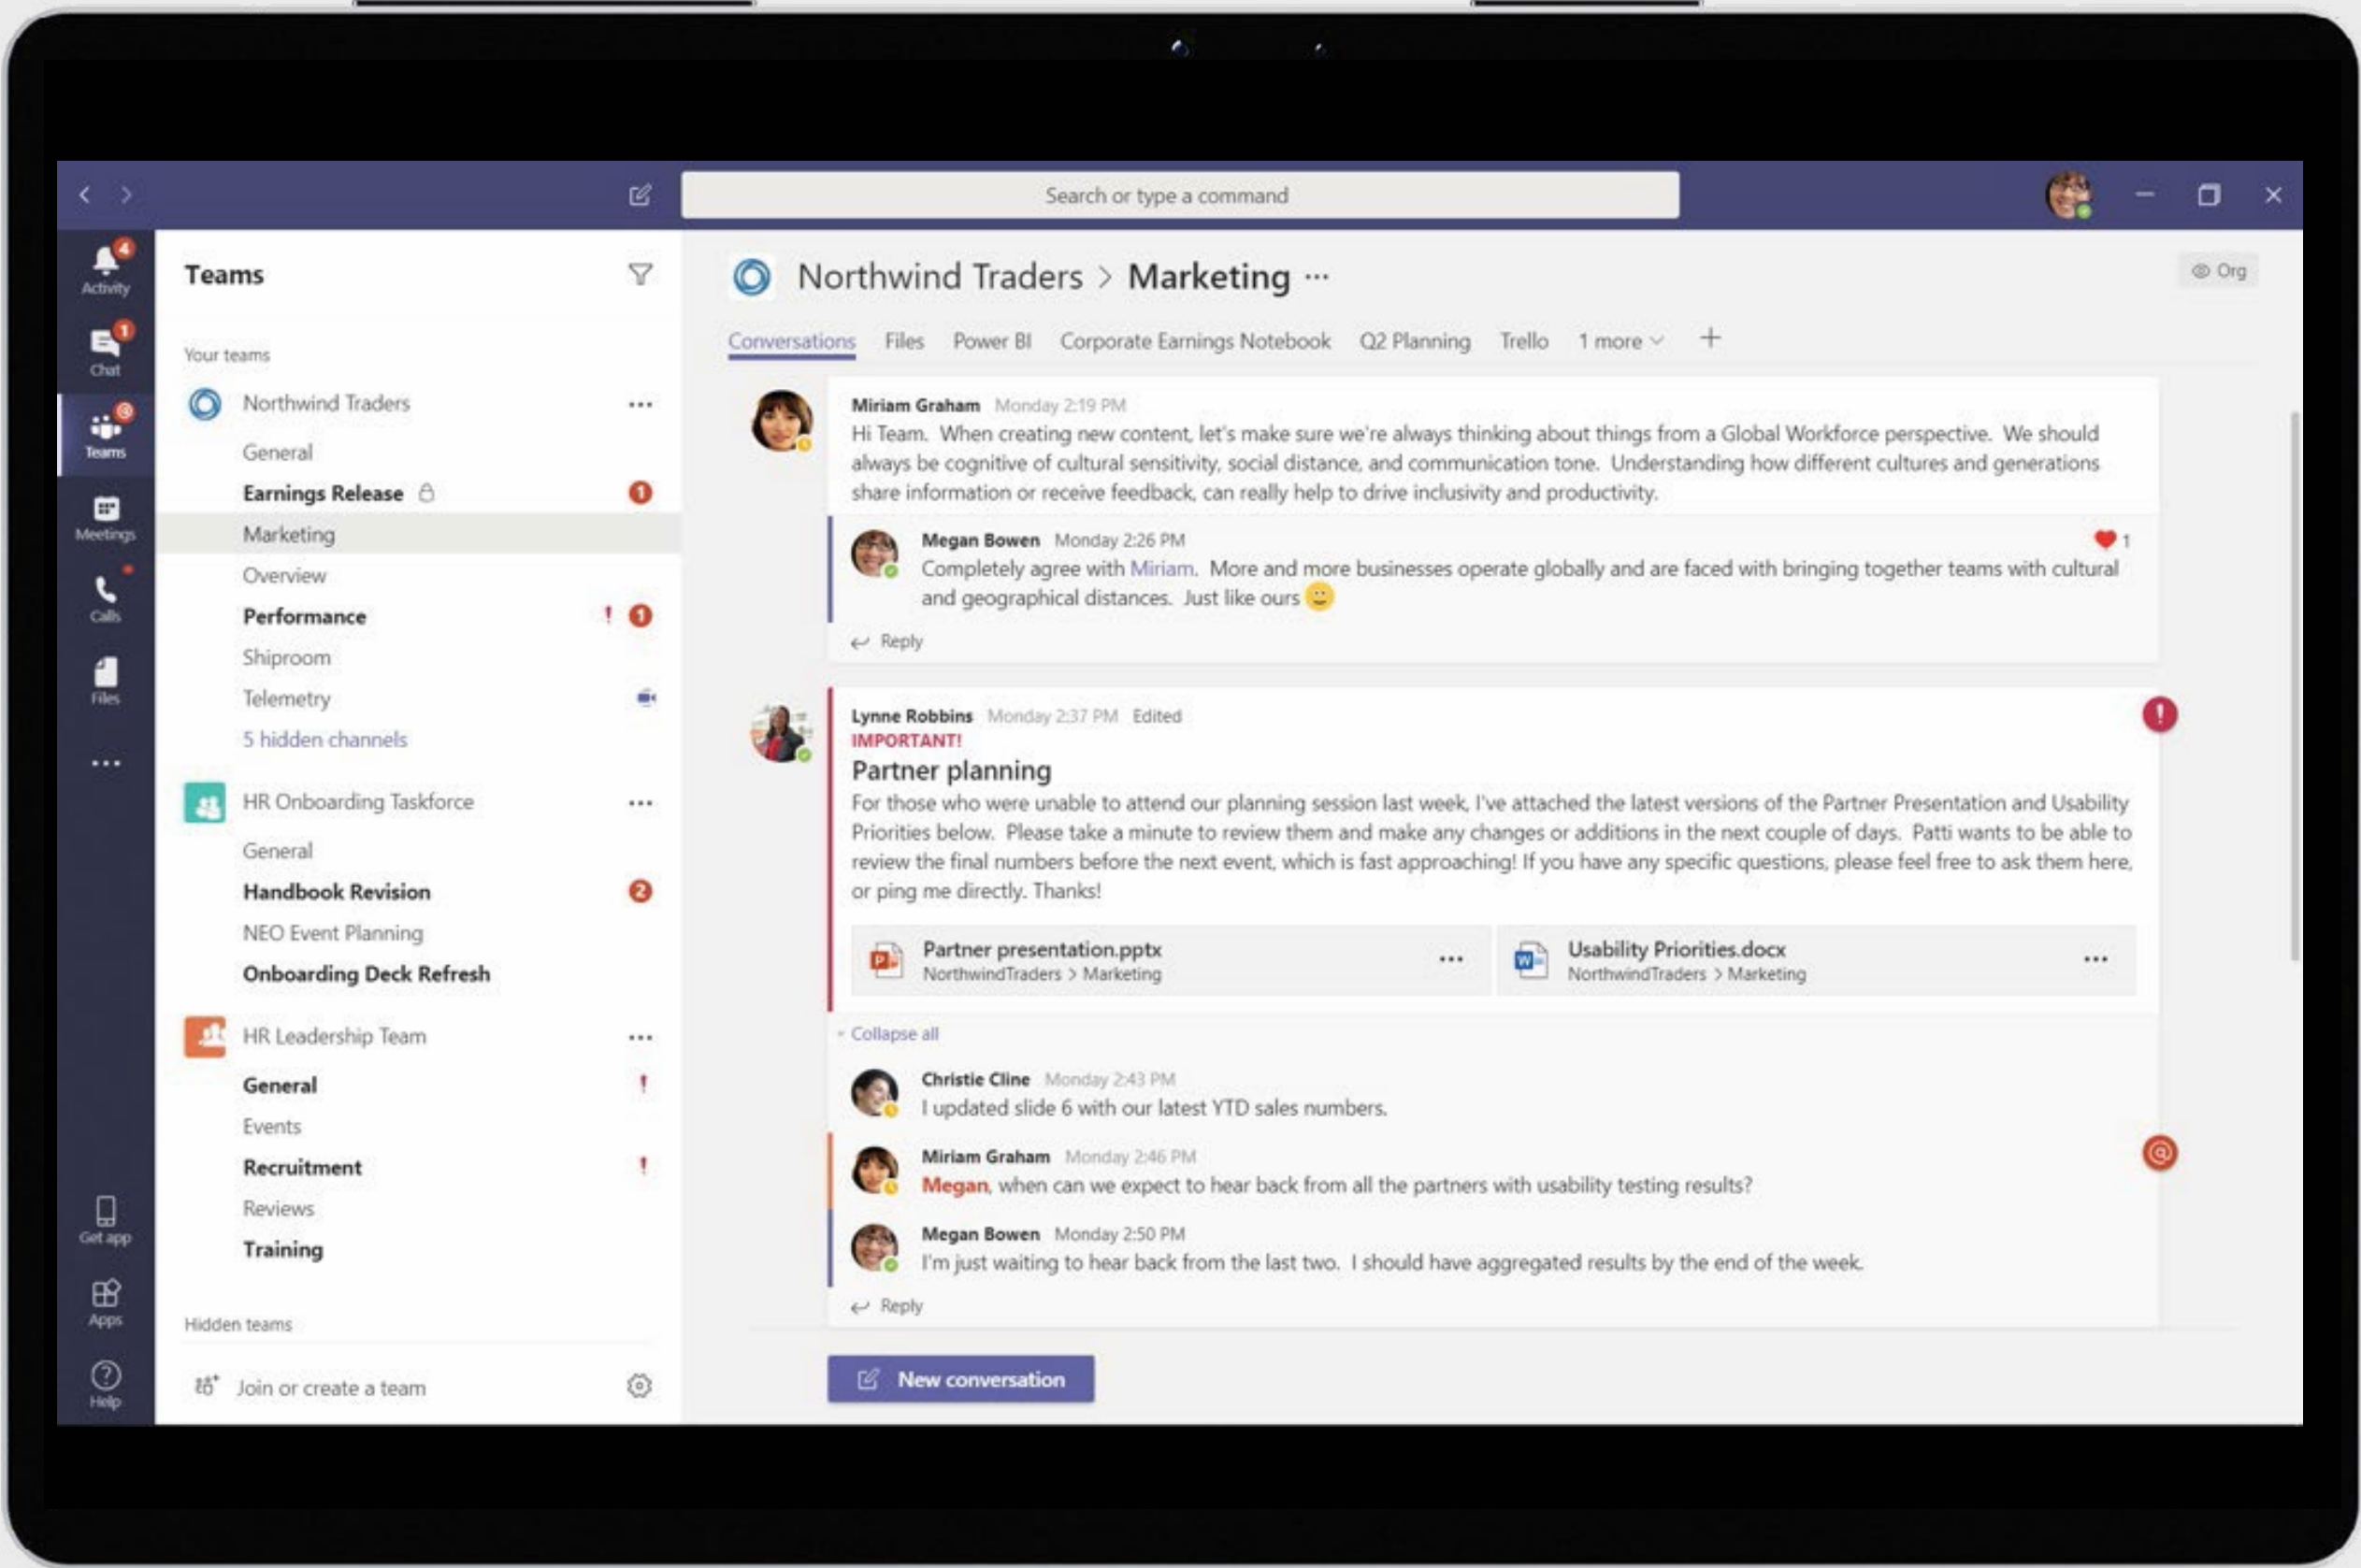 Search or type a command
4
Activity
1
Chat
@
Teams
Meetings
Calls
Files
Get app
Apps
Help
Teams
Your teams
Northwind Traders
General
Earnings Release 1
Marketing
Overview
Performance ! 1
Shiproom
Telemetry
5 hidden channels
HR Onboarding Taskforce
General
Handbook Revision 2
NEO Event Planning
Onboarding Deck Refresh
HR Leadership Team
General !
Events
Recruitment !
Reviews
Training
Hidden teams
Join or create a team
Northwind Traders > Marketing ...
Org
Conversations Files Power BI Corporate Earnings Notebook Q2 Planning Trello 1 more +
Miriam Graham Monday 2:19 PM
Hi Team. When creating new content, let's make sure we're always thinking about things from a Global Workforce perspective. We should
always be cognitive of cultural sensitivity, social distance, and communication tone. Understanding how different cultures and generations
share information or receive feedback, can really help to drive inclusivity and productivity.
Megan Bowen Monday 2:26 PM
1
Completely agree with Miriam. More and more businesses operate globally and are faced with bringing together teams with cultural
and geographical distances. Just like ours
Reply
Lynne Robbins Monday 2:37 PM Edited
!
IMPORTANT!
Partner planning
For those who were unable to attend our planning session last week, I've attached the latest versions of the Partner Presentation and Usability
Priorities below. Please take a minute to review them and make any changes or additions in the next couple of days. Patti wants to be able to
review the final numbers before the next event, which is fast approaching! If you have any specific questions, please feel free to ask them here,
or ping me directly. Thanks!
P
Partner presentation.pptx
NorthwindTraders > Marketing
W
Usability Priorities.docx
NorthwindTraders > Marketing
Collapse all
Christie Cline Monday 2:43 PM
I updated slide 6 with our latest YTD sales numbers.
Miriam Graham Monday 2:46 PM
@
Megan, when can we expect to hear back from all the partners with usability testing results?
Megan Bowen Monday 2:50 PM
I'm just waiting to hear back from the last two. I should have aggregated results by the end of the week.
Reply
New conversation